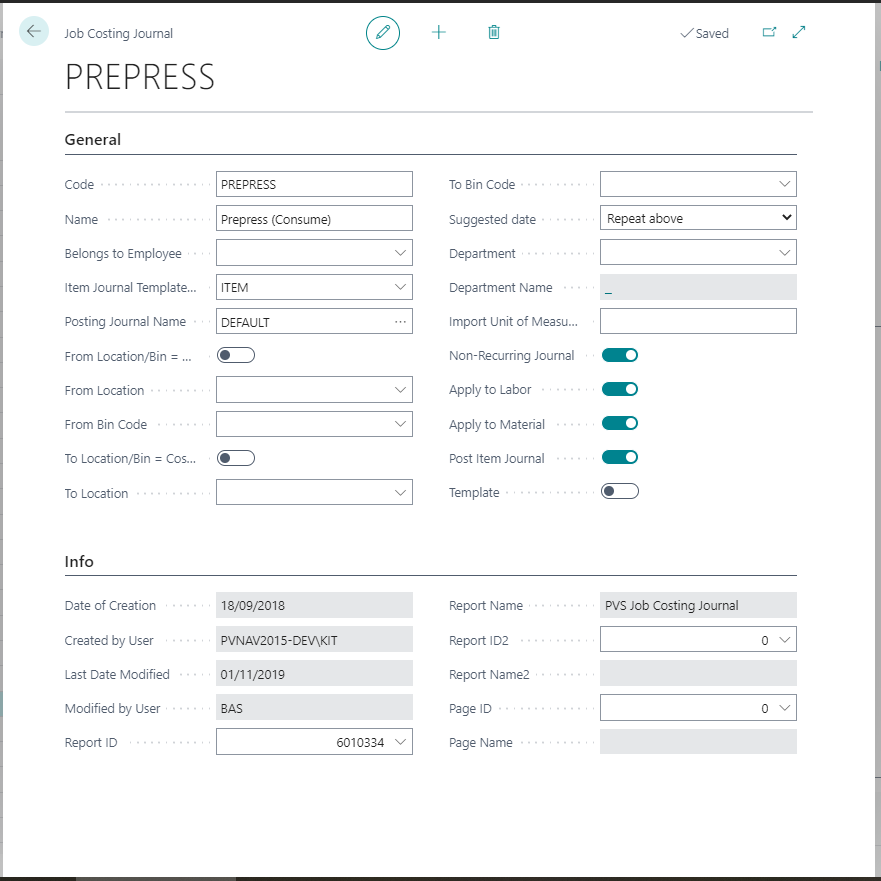 Job Costing Journal
Saved
PREPRESS
General
Code PREPRESS
Name Prepress (Consume)
Belongs to Employee
Item Journal Template... ITEM
Posting Journal Name DEFAULT ...
From Location/Bin = ...
From Location
From Bin Code
To Location/Bin = Cos...
To Location
To Bin Code
Suggested date Repeat above
Department
Department Name _
Import Unit of Measu...
Non-Recurring Journal
Apply to Labor
Apply to Material
Post Item Journal
Template
Info
Date of Creation 18/09/2018
Created by User PVNAV2015-DEV\KIT
Last Date Modified 01/11/2019
Modified by User BAS
Report ID 6010334
Report Name PVS Job Costing Journal
Report ID2 0
Report Name2
Page ID 0
Page Name